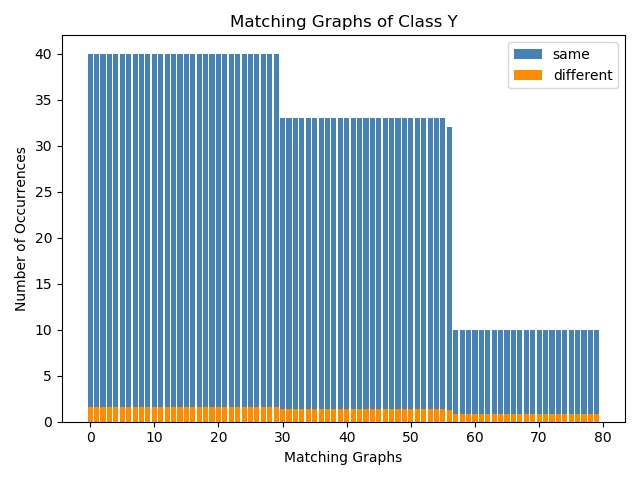 Matching Graphs of Class Y
same
different
Number of Occurrences
40
35
30
25
20
15
10
5
0
0 10 20 30 40 50 60 70 80
Matching Graphs